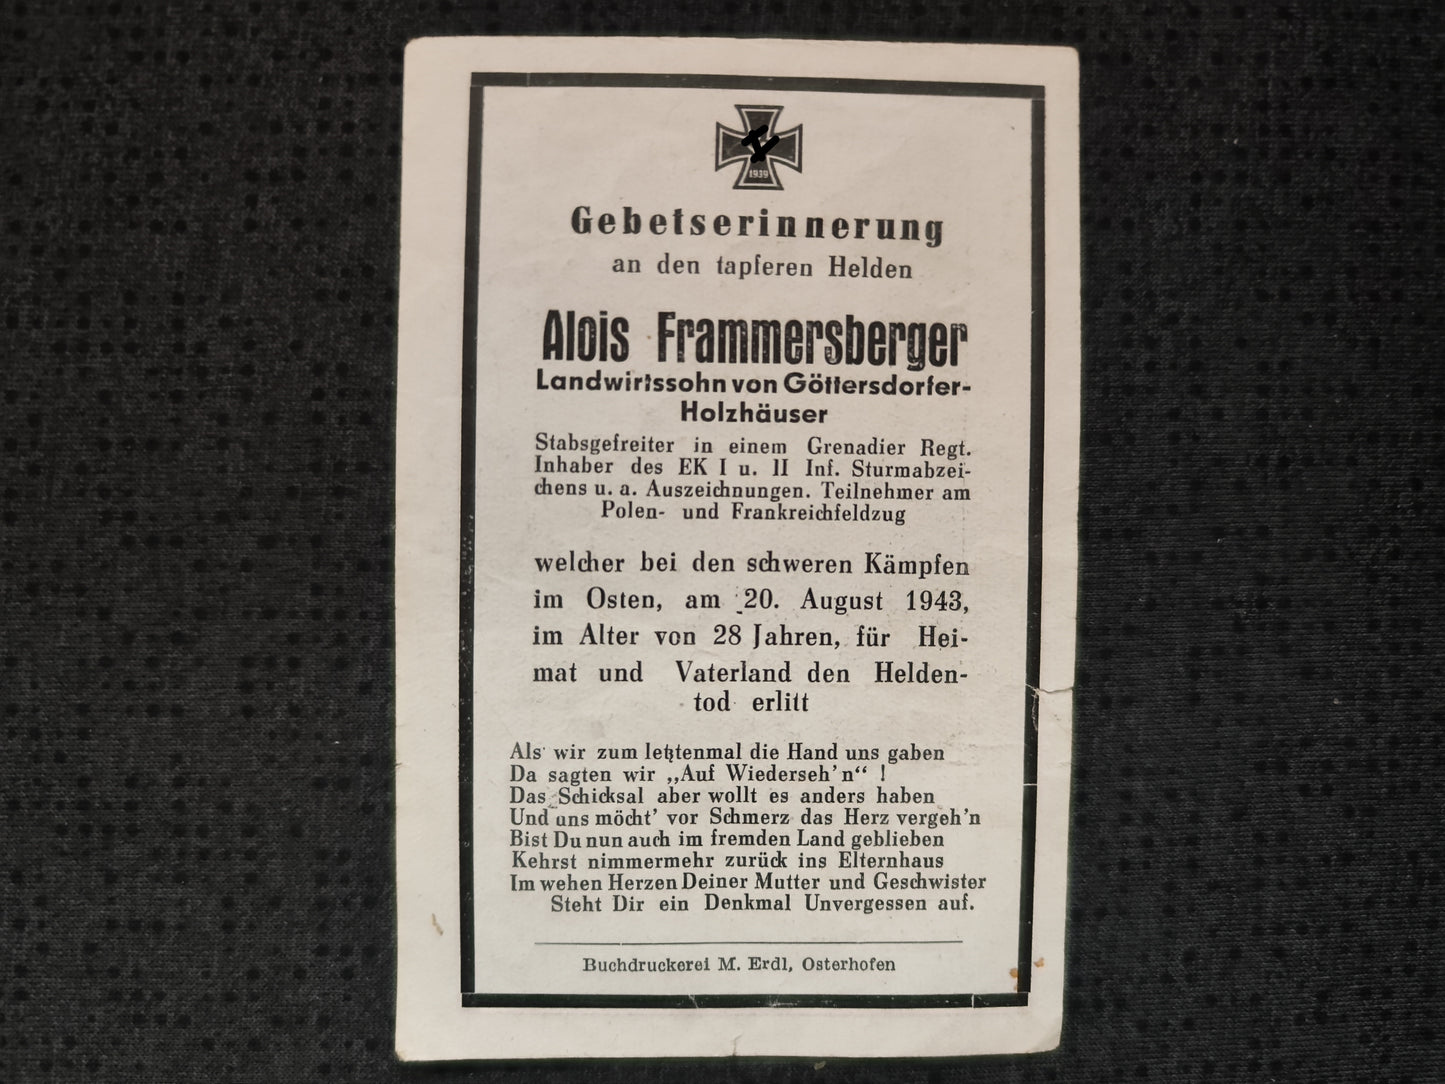 1939
Gebetserinnerung
an den tapferen Helden
Alois Frammersberger
Landwirtssohn von Göttersdorfer-
Holzhäuser
Stabsgefreiter in einem Grenadier Regt.
Inhaber des EK I u. II Inf. Sturmabzei-
chens u. a. Auszeichnungen. Teilnehmer am
Polen- und Frankreichfeldzug
welcher bei den schweren Kämpfen
im Osten, am 20. August 1943,
im Alter von 28 Jahren, für Hei-
mat und Vaterland den Helden-
tod erlitt
Als wir zum letztenmal die Hand uns gaben
Da sagten wir „Auf Wiederseh'n“ !
Das Schicksal aber wollt es anders haben
Und uns möcht' vor Schmerz das Herz vergeh'n
Bist Du nun auch im fremden Land geblieben
Kehrst nimmermehr zurück ins Elternhaus
Im wehen Herzen Deiner Mutter und Geschwister
Steht Dir ein Denkmal Unvergessen auf.
Buchdruckerei M. Erdl, Osterhofen